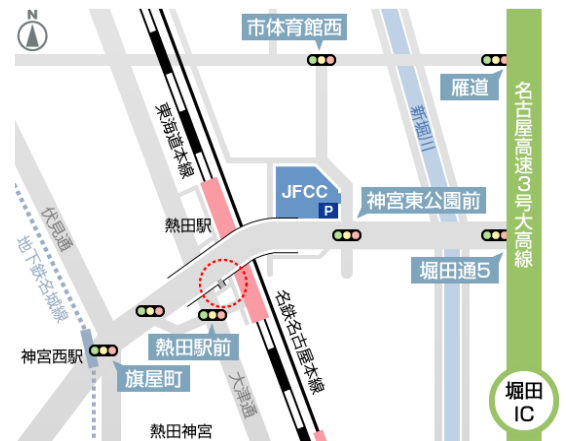 N
市体育館西
雁道
名古屋高速3号大高線
東海道本線
新堀川
JFCC
P
神宮東公園前
熱田駅
伏見通
地下鉄名城線
堀田通5
名鉄名古屋本線
熱田駅前
神宮西駅
旗屋町
大津通
堀田
IC
熱田神宮